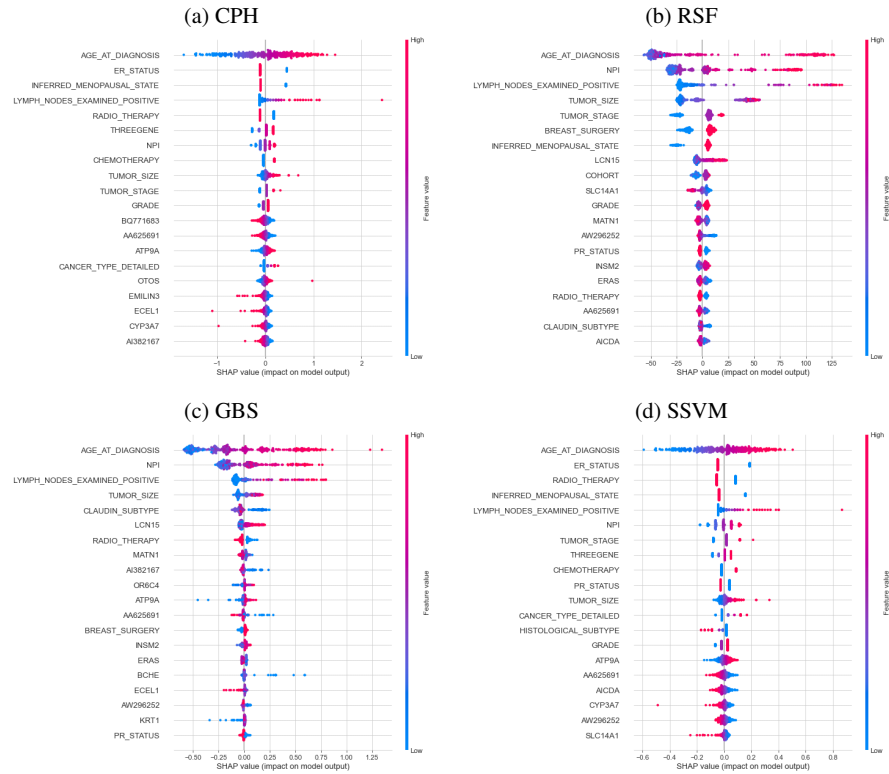 (a) CPH
High
AGE_AT_DIAGNOSIS
ER_STATUS
INFERRED_MENOPAUSAL_STATE
LYMPH_NODES_EXAMINED_POSITIVE
RADIO_THERAPY
THREEGENE
NPI
CHEMOTHERAPY
TUMOR_SIZE
TUMOR_STAGE
GRADE
BQ771683
AA625691
ATP9A
CANCER_TYPE_DETAILED
OTOS
EMILIN3
ECEL1
CYP3A7
AI382167
Feature value
Low
−1 0 1 2
SHAP value (impact on model output)
(b) RSF
High
AGE_AT_DIAGNOSIS
NPI
LYMPH_NODES_EXAMINED_POSITIVE
TUMOR_SIZE
TUMOR_STAGE
BREAST_SURGERY
INFERRED_MENOPAUSAL_STATE
LCN15
COHORT
SLC14A1
GRADE
MATN1
AW296252
PR_STATUS
INSM2
ERAS
RADIO_THERAPY
AA625691
CLAUDIN_SUBTYPE
AICDA
Feature value
Low
−50 −25 0 25 50 75 100 125
SHAP value (impact on model output)
(c) GBS
High
AGE_AT_DIAGNOSIS
NPI
LYMPH_NODES_EXAMINED_POSITIVE
TUMOR_SIZE
CLAUDIN_SUBTYPE
LCN15
RADIO_THERAPY
MATN1
AI382167
OR6C4
ATP9A
AA625691
BREAST_SURGERY
INSM2
ERAS
BCHE
ECEL1
AW296252
KRT1
PR_STATUS
Feature value
Low
−0.50 −0.25 0.00 0.25 0.50 0.75 1.00 1.25
SHAP value (impact on model output)
(d) SSVM
High
AGE_AT_DIAGNOSIS
ER_STATUS
RADIO_THERAPY
INFERRED_MENOPAUSAL_STATE
LYMPH_NODES_EXAMINED_POSITIVE
NPI
TUMOR_STAGE
THREEGENE
CHEMOTHERAPY
PR_STATUS
TUMOR_SIZE
CANCER_TYPE_DETAILED
HISTOLOGICAL_SUBTYPE
GRADE
ATP9A
AA625691
AICDA
CYP3A7
AW296252
SLC14A1
Feature value
Low
−0.6 −0.4 −0.2 0.0 0.2 0.4 0.6 0.8
SHAP value (impact on model output)